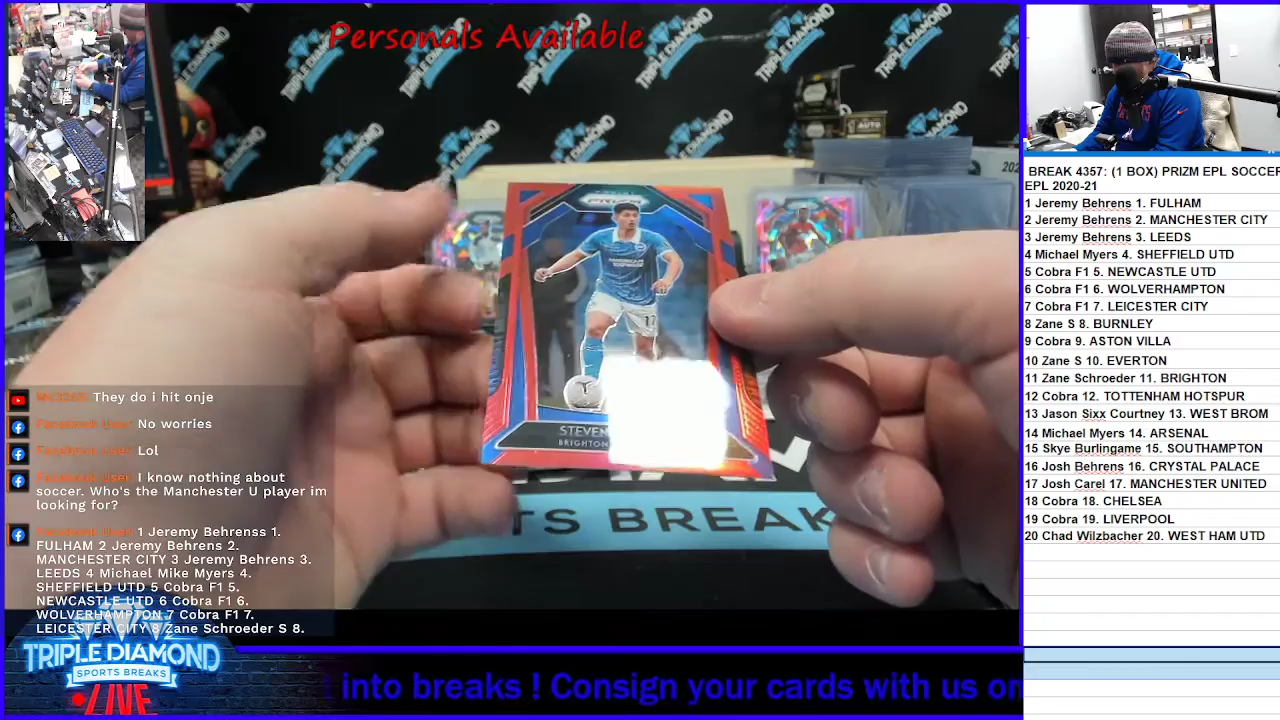 Personals Available
TRIPLE DIAMOND
SPORTS BREAKS
AUTO
PRIZM
17
STEVEN
BRIGHTON
RTS BREAK
They do i hit onje
No worries
Lol
I know nothing about
soccer. Who's the Manchester U player im
looking for?
1 Jeremy Behrenss 1.
FULHAM 2 Jeremy Behrens 2.
MANCHESTER CITY 3 Jeremy Behrens 3.
LEEDS 4 Michael Mike Myers 4.
SHEFFIELD UTD 5 Cobra F1 5.
NEWCASTLE UTD 6 Cobra F1 6.
WOLVERHAMPTON 7 Cobra F1 7.
LEICESTER CITY 8 Zane Schroeder S 8.
TRIPLE DIAMOND
SPORTS BREAKS
LIVE
into breaks ! Consign your cards with us on
BREAK 4357: (1 BOX) PRIZM EPL SOCCER
EPL 2020-21
1 Jeremy Behrens 1. FULHAM
2 Jeremy Behrens 2. MANCHESTER CITY
3 Jeremy Behrens 3. LEEDS
4 Michael Myers 4. SHEFFIELD UTD
5 Cobra F1 5. NEWCASTLE UTD
6 Cobra F1 6. WOLVERHAMPTON
7 Cobra F1 7. LEICESTER CITY
8 Zane S 8. BURNLEY
9 Cobra 9. ASTON VILLA
10 Zane S 10. EVERTON
11 Zane Schroeder 11. BRIGHTON
12 Cobra 12. TOTTENHAM HOTSPUR
13 Jason Sixx Courtney 13. WEST BROM
14 Michael Myers 14. ARSENAL
15 Skye Burlingame 15. SOUTHAMPTON
16 Josh Behrens 16. CRYSTAL PALACE
17 Josh Carel 17. MANCHESTER UNITED
18 Cobra 18. CHELSEA
19 Cobra 19. LIVERPOOL
20 Chad Wilzbacher 20. WEST HAM UTD